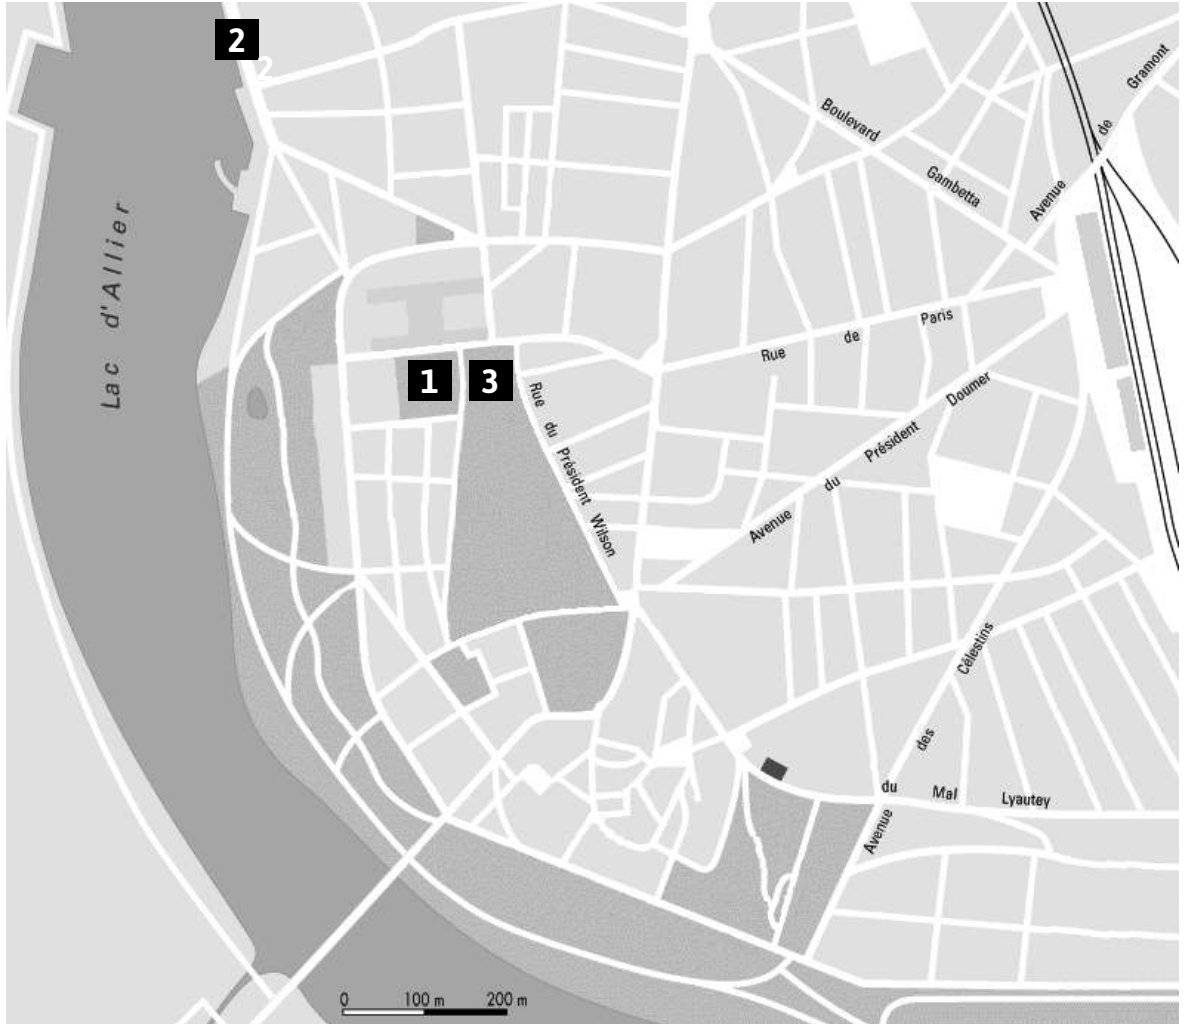 2
2
Boulevard
Gambetta
Avenue
de
Gramont
Lac d'Allier
Rue
de
Paris
1
3
Rue du Président Wilson
Avenue du Président Doumer
Avenue
des
Célestins
du Mal Lyautey
0 100 m 200 m